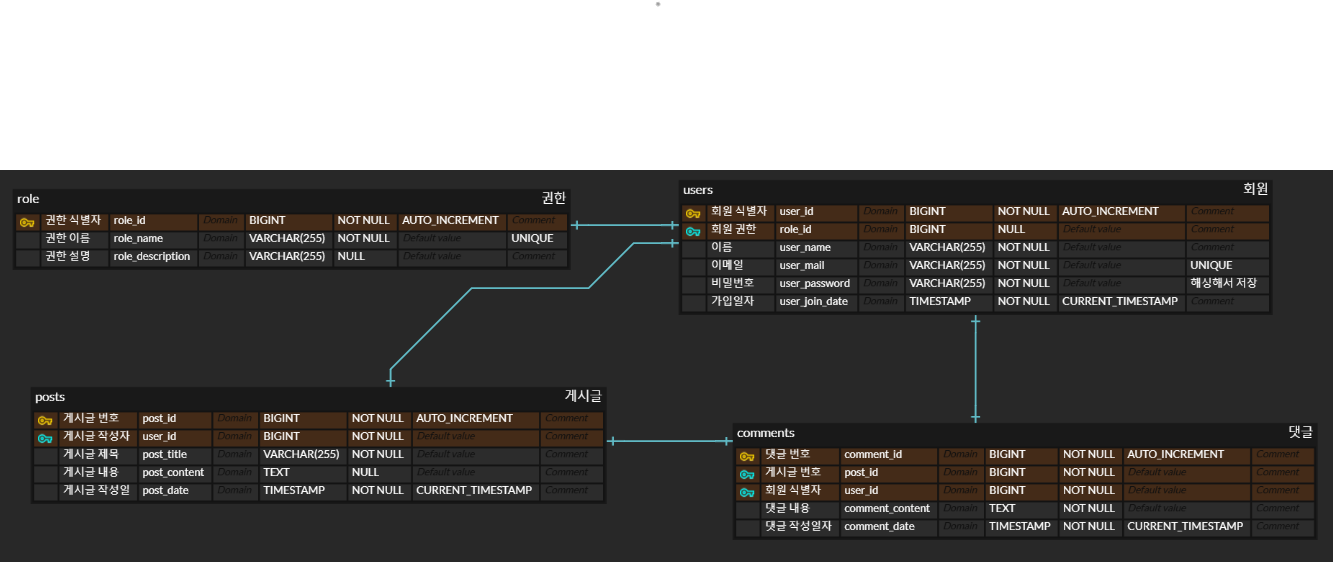 role 권한
권한 식별자 role_id Domain BIGINT NOT NULL AUTO_INCREMENT Comment
권한 이름 role_name Domain VARCHAR(255) NOT NULL Default value UNIQUE
권한 설명 role_description Domain VARCHAR(255) NULL Default value Comment
users 회원
회원 식별자 user_id Domain BIGINT NOT NULL AUTO_INCREMENT Comment
회원 권한 role_id Domain BIGINT NULL Default value Comment
이름 user_name Domain VARCHAR(255) NOT NULL Default value Comment
이메일 user_mail Domain VARCHAR(255) NOT NULL Default value UNIQUE
비밀번호 user_password Domain VARCHAR(255) NOT NULL Default value 해싱해서 저장
가입일자 user_join_date Domain TIMESTAMP NOT NULL CURRENT_TIMESTAMP Comment
posts 게시글
게시글 번호 post_id Domain BIGINT NOT NULL AUTO_INCREMENT Comment
게시글 작성자 user_id Domain BIGINT NOT NULL Default value Comment
게시글 제목 post_title Domain VARCHAR(255) NOT NULL Default value Comment
게시글 내용 post_content Domain TEXT NULL Default value Comment
게시글 작성일 post_date Domain TIMESTAMP NOT NULL CURRENT_TIMESTAMP Comment
comments 댓글
댓글 번호 comment_id Domain BIGINT NOT NULL AUTO_INCREMENT Comment
게시글 번호 post_id Domain BIGINT NOT NULL Default value Comment
회원 식별자 user_id Domain BIGINT NOT NULL Default value Comment
댓글 내용 comment_content Domain TEXT NOT NULL Default value Comment
댓글 작성일자 comment_date Domain TIMESTAMP NOT NULL CURRENT_TIMESTAMP Comment